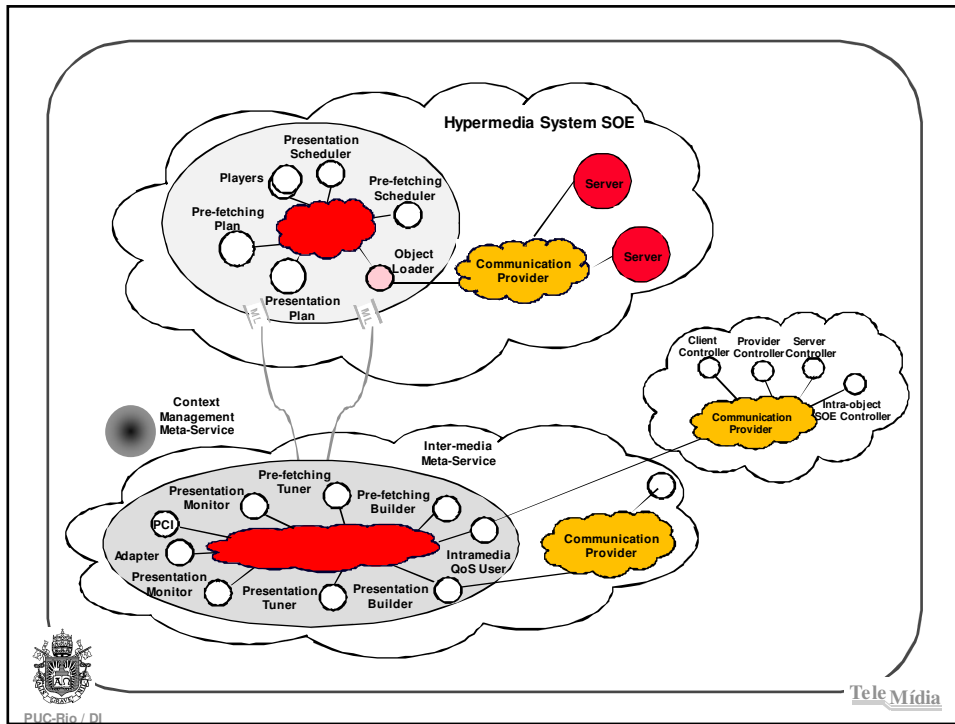 Hypermedia System SOE
Presentation
Scheduler
Players
Pre-fetching
Scheduler
Pre-fetching
Plan
Object
Loader
Presentation
Plan
ML
ML
Server
Server
Communication
Provider
Client
Controller
Provider
Controller
Server
Controller
Communication
Provider
Intra-object
SOE Controller
Context
Management
Meta-Service
Inter-media
Meta-Service
Pre-fetching
Tuner
Presentation
Monitor
Pre-fetching
Builder
PCI
Adapter
Intramedia
QoS User
Communication
Provider
Presentation
Monitor
Presentation
Tuner
Presentation
Builder
PUC-Rio / DI
TeleMídia